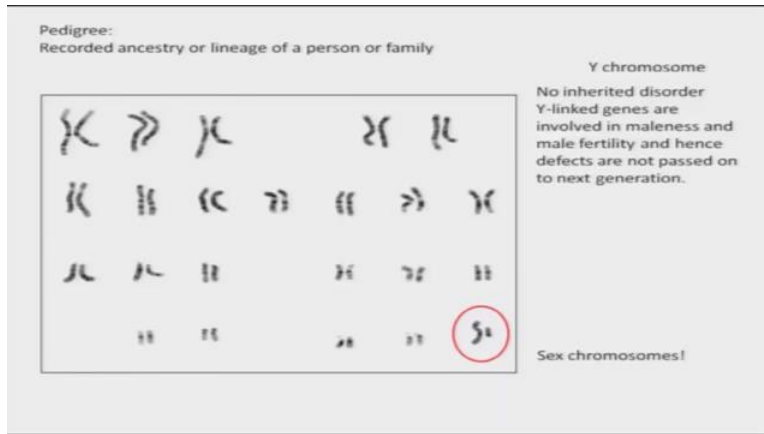 Pedigree:
Recorded ancestry or lineage of a person or family
Y chromosome
No inherited disorder
Y-linked genes are
involved in maleness and
male fertility and hence
defects are not passed on
to next generation.
Sex chromosomes!